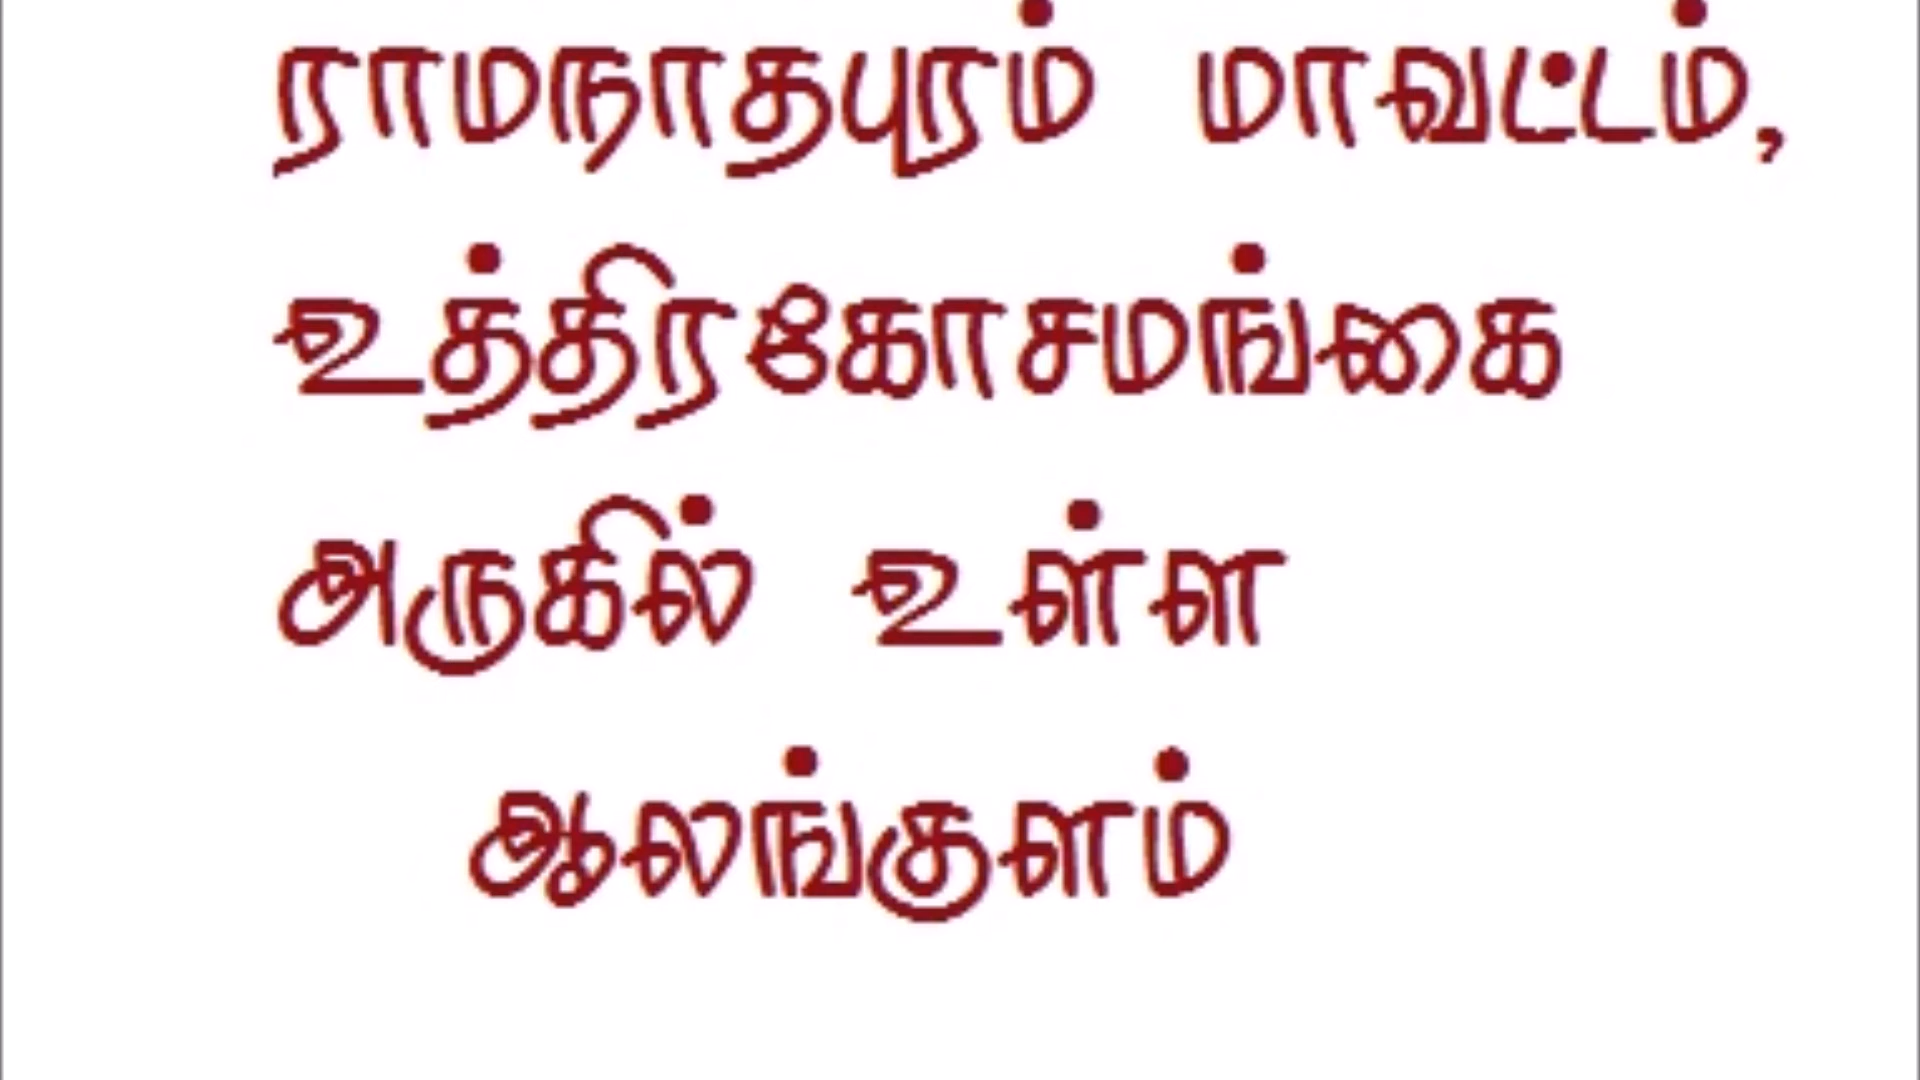 ராமநாதபுரம் மாவட்டம்,
உத்திரகோசமங்கை
அருகில் உள்ள
ஆலங்குளம்